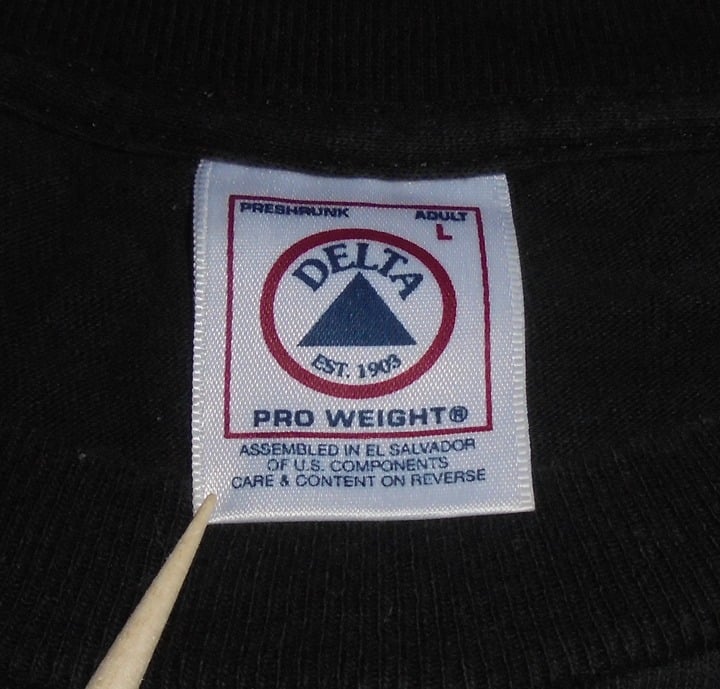 PRESHRUNK ADULT
L
DELTA
EST. 1903
PRO WEIGHT®
ASSEMBLED IN EL SALVADOR
OF U.S. COMPONENTS
CARE & CONTENT ON REVERSE